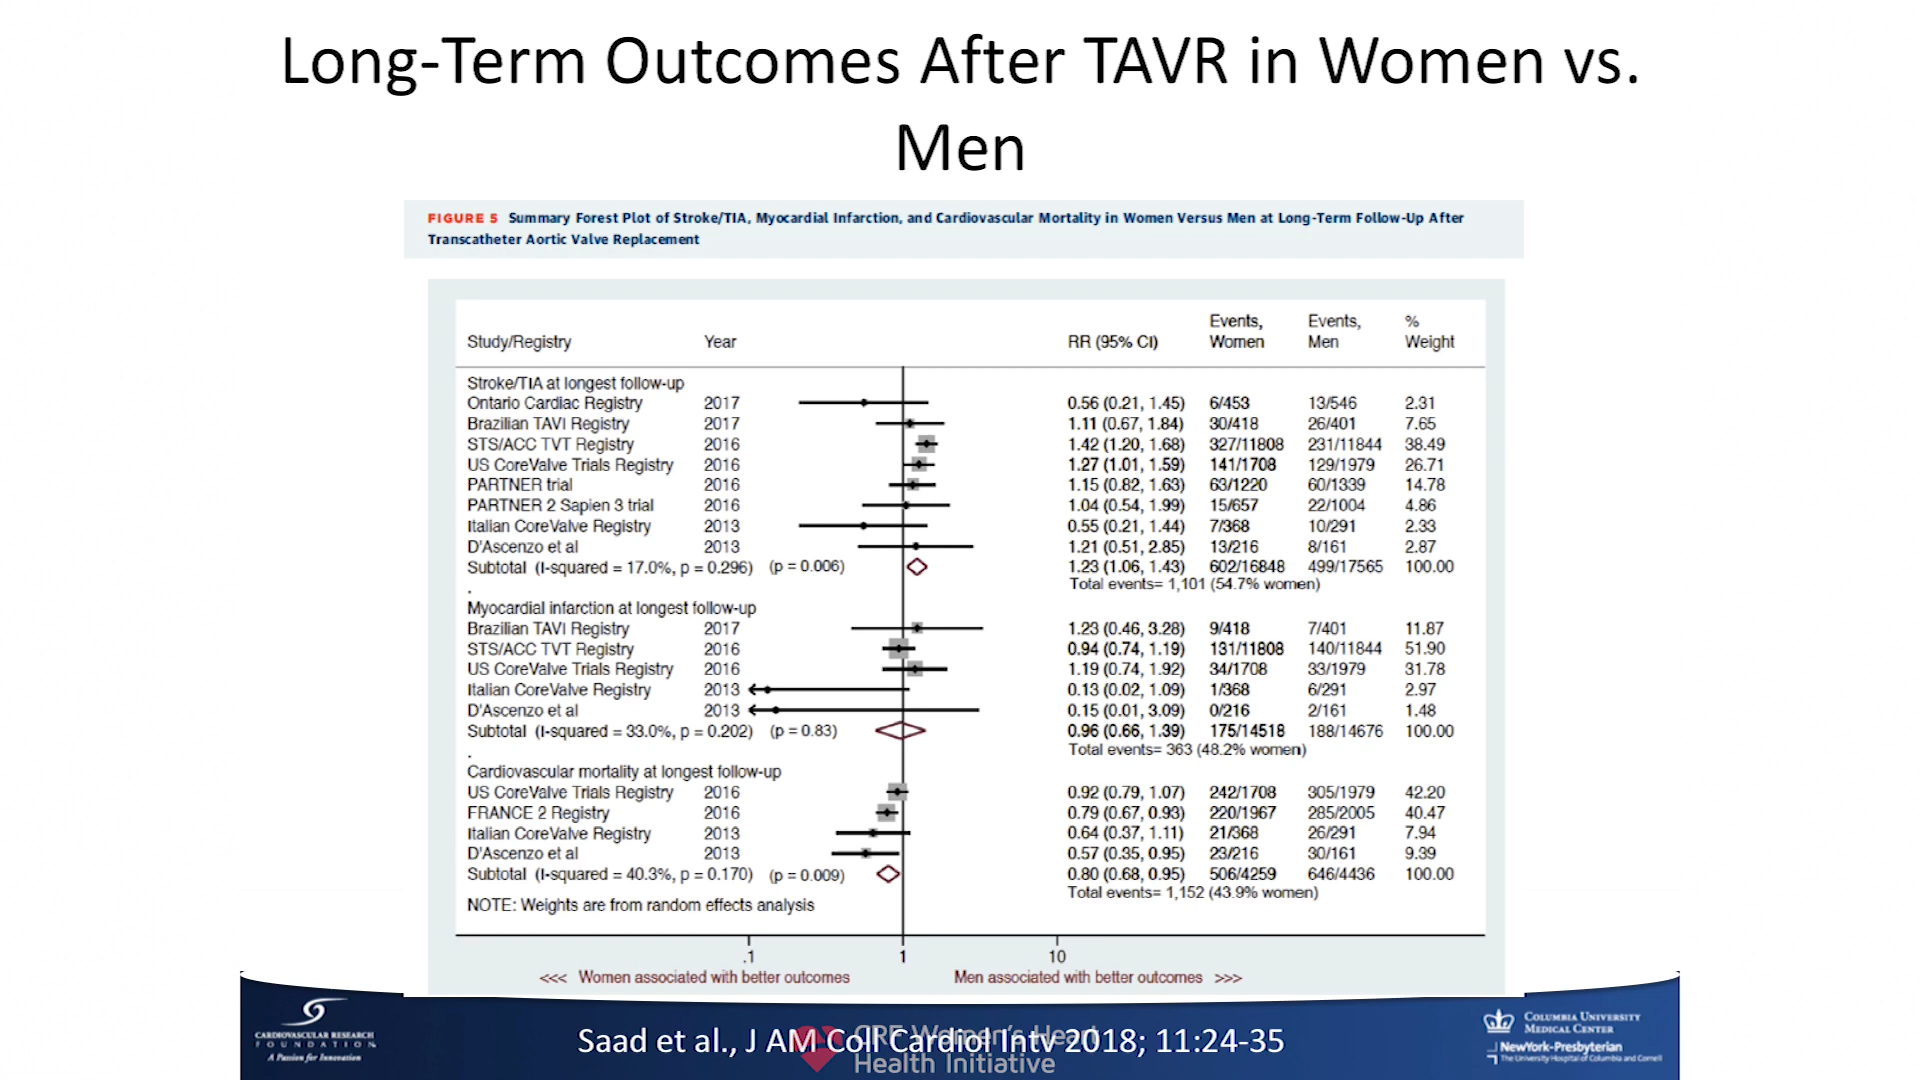 Long-Term Outcomes After TAVR in Women vs.
Men
FIGURE 5 Summary Forest Plot of Stroke/TIA, Myocardial Infarction, and Cardiovascular Mortality in Women Versus Men at Long-Term Follow-Up After
Transcatheter Aortic Valve Replacement
Events, Events, %
Study/Registry Year RR (95% CI) Women Men Weight
Stroke/TIA at longest follow-up
Ontario Cardiac Registry 2017 0.56 (0.21, 1.45) 6/453 13/546 2.31
Brazilian TAVI Registry 2017 1.11 (0.67, 1.84) 30/418 26/401 7.65
STS/ACC TVT Registry 2016 1.42 (1.20, 1.68) 327/11808 231/11844 38.49
US CoreValve Trials Registry 2016 1.27 (1.01, 1.59) 141/1708 129/1979 26.71
PARTNER trial 2016 1.15 (0.82, 1.63) 63/1220 60/1339 14.78
PARTNER 2 Sapien 3 trial 2016 1.04 (0.54, 1.99) 15/657 22/1004 4.86
Italian CoreValve Registry 2013 0.55 (0.21, 1.44) 7/368 10/291 2.33
D'Ascenzo et al 2013 1.21 (0.51, 2.85) 13/216 8/161 2.87
Subtotal (I-squared = 17.0%, p = 0.296) (p = 0.006) 1.23 (1.06, 1.43) 602/16848 499/17565 100.00
Total events= 1,101 (54.7% women)
.
Myocardial infarction at longest follow-up
Brazilian TAVI Registry 2017 1.23 (0.46, 3.28) 9/418 7/401 11.87
STS/ACC TVT Registry 2016 0.94 (0.74, 1.19) 131/11808 140/11844 51.90
US CoreValve Trials Registry 2016 1.19 (0.74, 1.92) 34/1708 33/1979 31.78
Italian CoreValve Registry 2013 0.13 (0.02, 1.09) 1/368 6/291 2.97
D'Ascenzo et al 2013 0.15 (0.01, 3.09) 0/216 2/161 1.48
Subtotal (I-squared = 33.0%, p = 0.202) (p = 0.83) 0.96 (0.66, 1.39) 175/14518 188/14676 100.00
Total events= 363 (48.2% women)
.
Cardiovascular mortality at longest follow-up
US CoreValve Trials Registry 2016 0.92 (0.79, 1.07) 242/1708 305/1979 42.20
FRANCE 2 Registry 2016 0.79 (0.67, 0.93) 220/1967 285/2005 40.47
Italian CoreValve Registry 2013 0.64 (0.37, 1.11) 21/368 26/291 7.94
D'Ascenzo et al 2013 0.57 (0.35, 0.95) 23/216 30/161 9.39
Subtotal (I-squared = 40.3%, p = 0.170) (p = 0.009) 0.80 (0.68, 0.95) 506/4259 646/4436 100.00
Total events= 1,152 (43.9% women)
NOTE: Weights are from random effects analysis
.1 1 10
<<< Women associated with better outcomes Men associated with better outcomes >>>
CARDIOVASCULAR RESEARCH
FOUNDATION
A Passion for Innovation
Saad et al., J AM Coll Cardiol Intv 2018; 11:24-35
CRF Women's Heart
Health Initiative
COLUMBIA UNIVERSITY
MEDICAL CENTER
NewYork-Presbyterian
The University Hospital of Columbia and Cornell